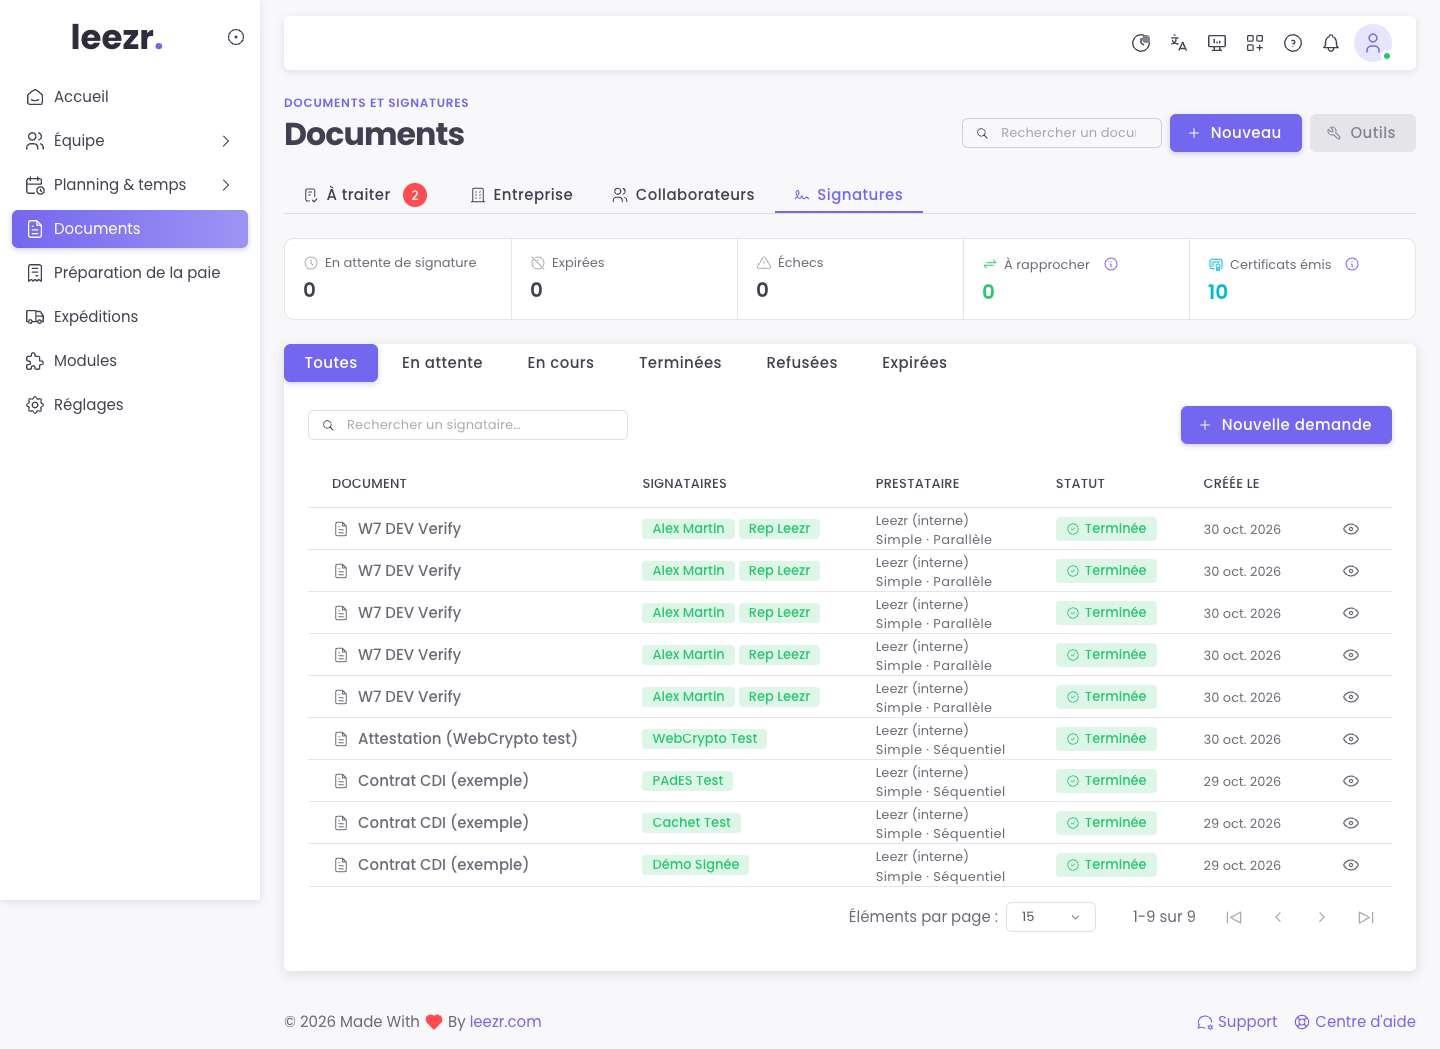 leezr.
Accueil
Équipe
Planning & temps
Documents
Préparation de la paie
Expéditions
Modules
Réglages
DOCUMENTS ET SIGNATURES
Documents
Rechercher un docu
Nouveau
Outils
À traiter 2
Entreprise
Collaborateurs
Signatures
En attente de signature
0
Expirées
0
Échecs
0
À rapprocher
0
Certificats émis
10
Toutes
En attente
En cours
Terminées
Refusées
Expirées
Rechercher un signataire...
Nouvelle demande
DOCUMENT SIGNATAIRES PRESTATAIRE STATUT CRÉÉE LE
W7 DEV Verify Alex Martin Rep Leezr Leezr (interne) Terminée 30 oct. 2026
Simple · Parallèle
W7 DEV Verify Alex Martin Rep Leezr Leezr (interne) Terminée 30 oct. 2026
Simple · Parallèle
W7 DEV Verify Alex Martin Rep Leezr Leezr (interne) Terminée 30 oct. 2026
Simple · Parallèle
W7 DEV Verify Alex Martin Rep Leezr Leezr (interne) Terminée 30 oct. 2026
Simple · Parallèle
W7 DEV Verify Alex Martin Rep Leezr Leezr (interne) Terminée 30 oct. 2026
Simple · Parallèle
Attestation (WebCrypto test) WebCrypto Test Leezr (interne) Terminée 30 oct. 2026
Simple · Séquentiel
Contrat CDI (exemple) PAdES Test Leezr (interne) Terminée 29 oct. 2026
Simple · Séquentiel
Contrat CDI (exemple) Cachet Test Leezr (interne) Terminée 29 oct. 2026
Simple · Séquentiel
Contrat CDI (exemple) Démo Signée Leezr (interne) Terminée 29 oct. 2026
Simple · Séquentiel
Éléments par page : 15 1-9 sur 9
© 2026 Made With By leezr.com
Support
Centre d'aide